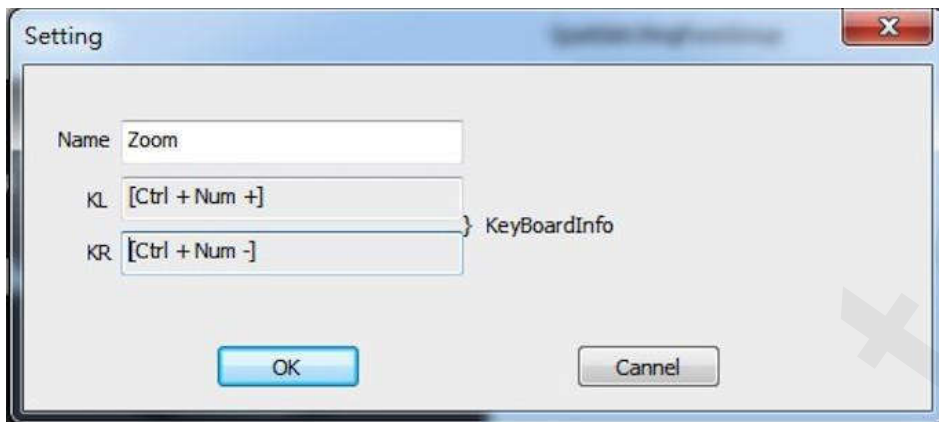 Setting
Name Zoom
KL [Ctrl + Num +]
} KeyBoardInfo
KR [Ctrl + Num -]
OK Cannel